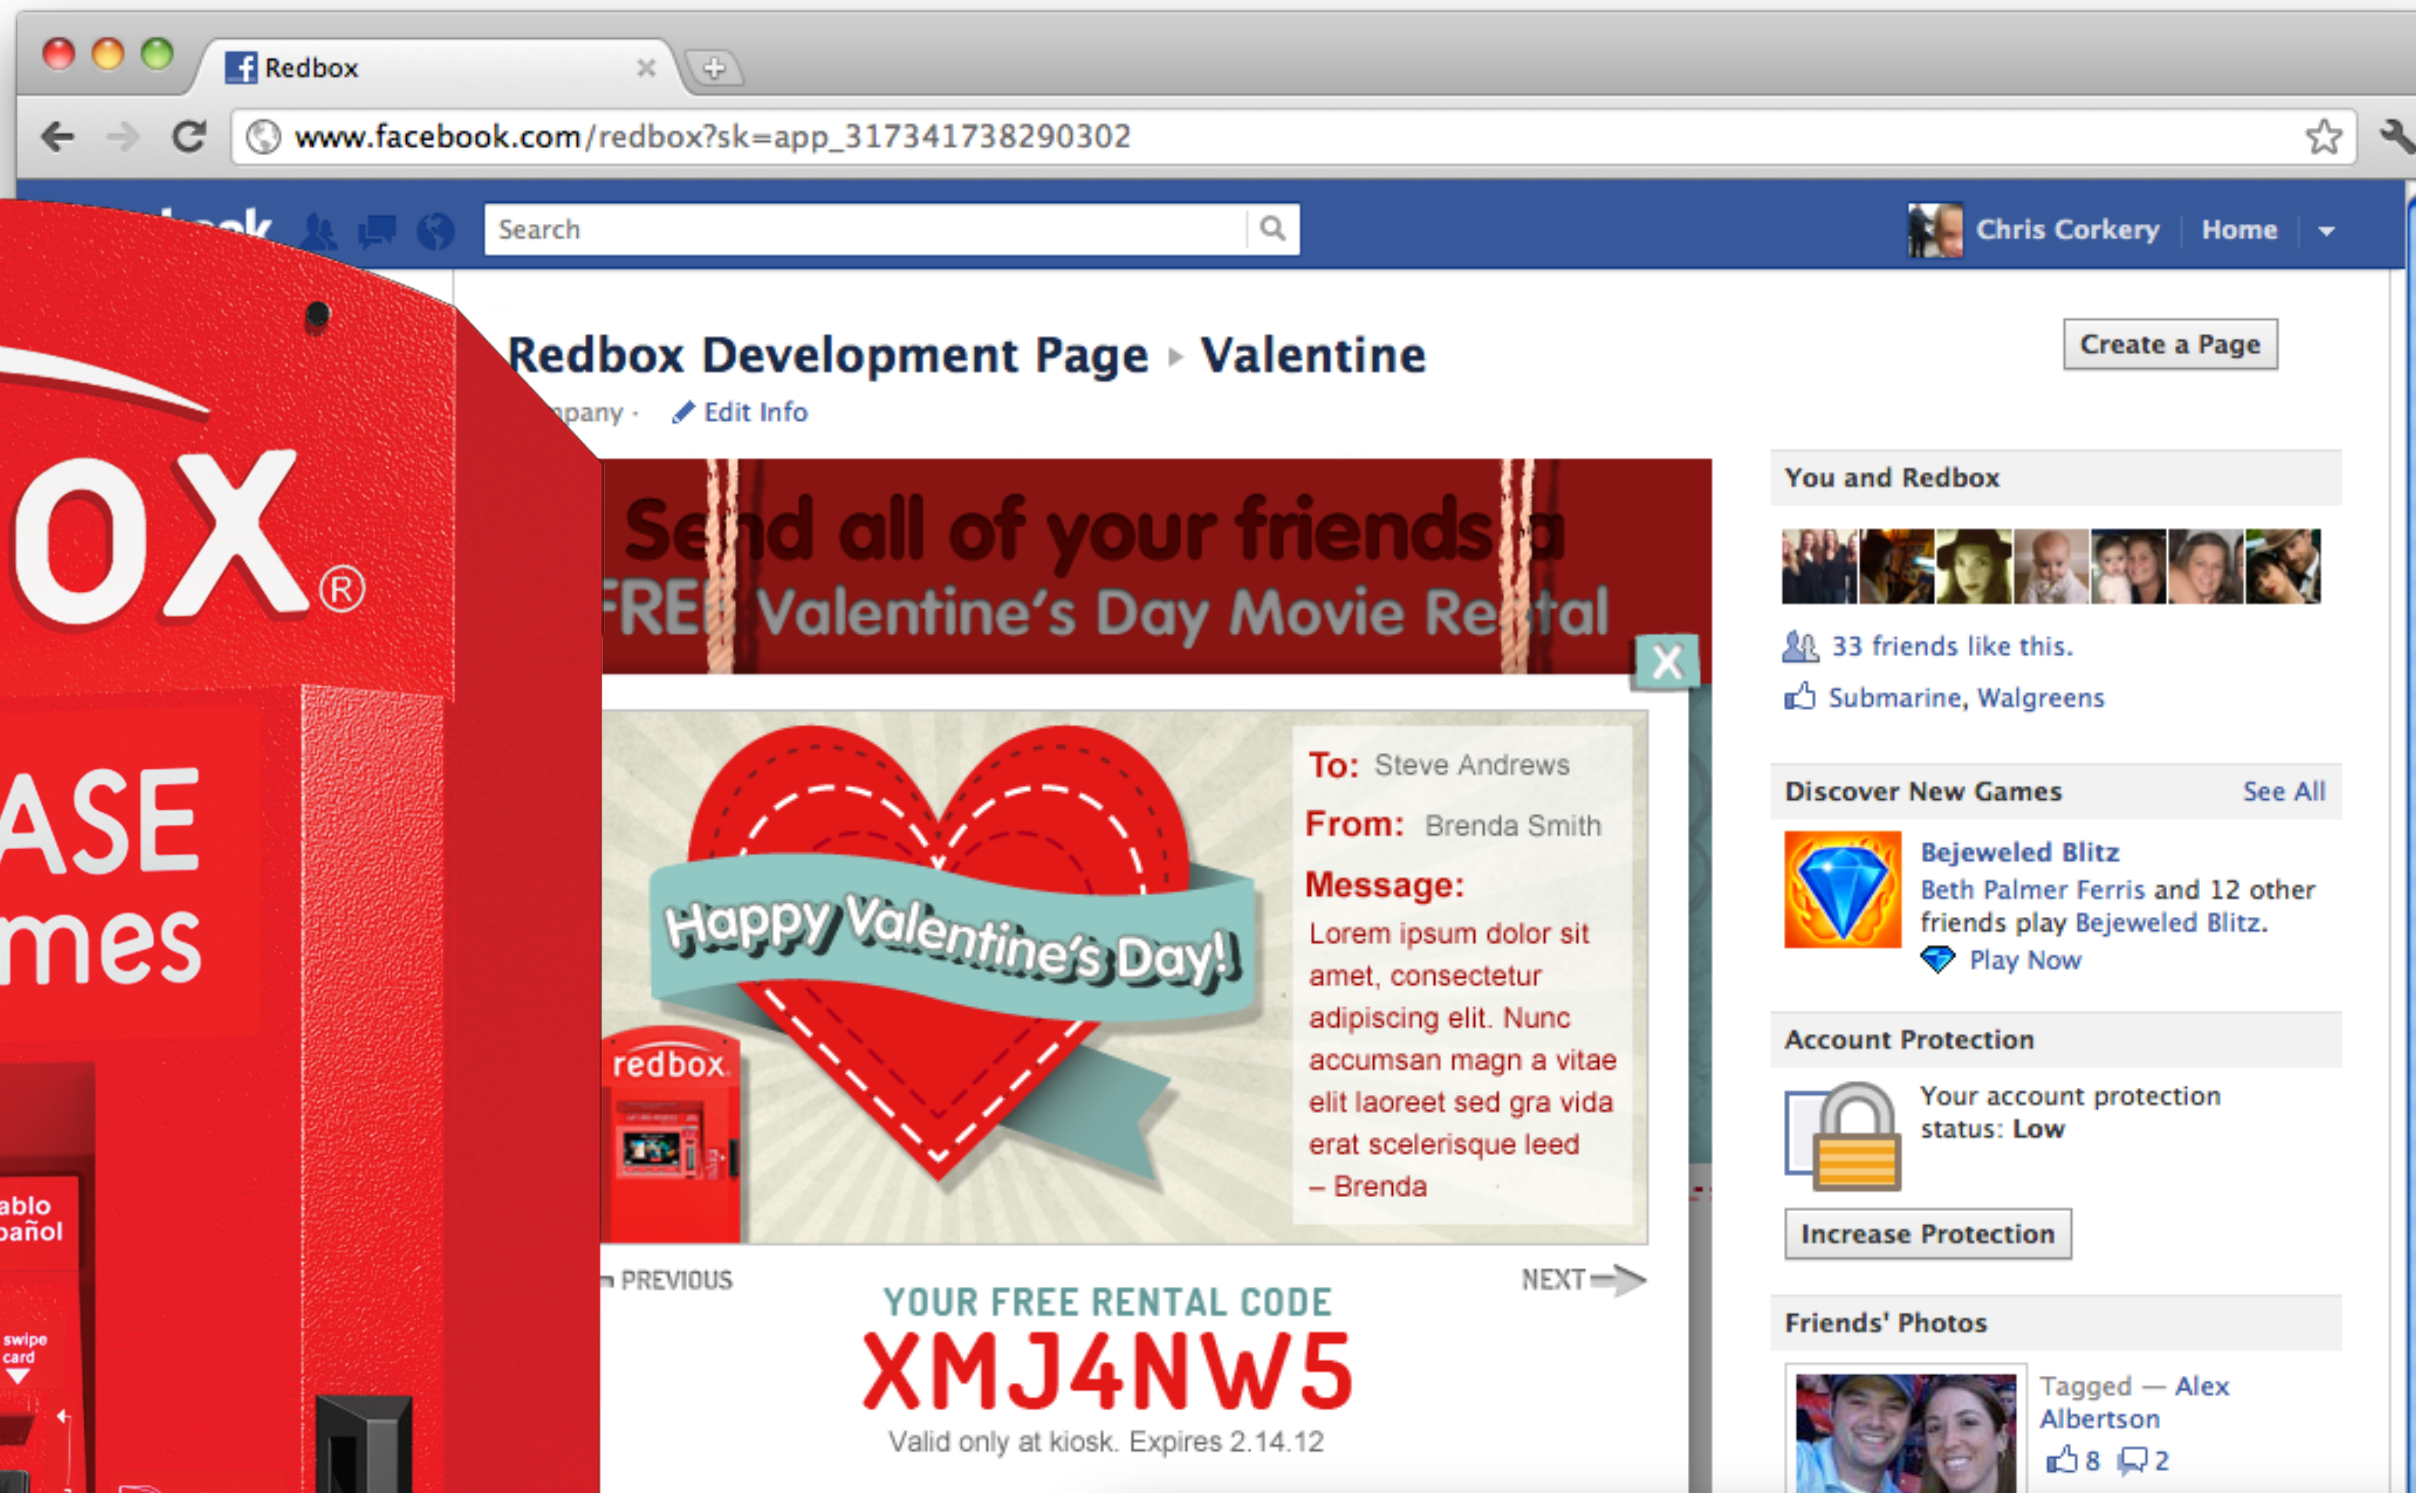 Redbox
www.facebook.com/redbox?sk=app_317341738290302
Search
Chris Corkery
Home
Redbox Development Page ▸ Valentine
Edit Info
Create a Page
OX®
ASE
mes
ablo
pañol
swipe
card
Send all of your friends a
FREE Valentine's Day Movie Rental
X
Happy Valentine's Day!
redbox.
To: Steve Andrews
From: Brenda Smith
Message:
Lorem ipsum dolor sit
amet, consectetur
adipiscing elit. Nunc
accumsan magn a vitae
elit laoreet sed gra vida
erat scelerisque leed
– Brenda
PREVIOUS
NEXT
YOUR FREE RENTAL CODE
XMJ4NW5
Valid only at kiosk. Expires 2.14.12
You and Redbox
33 friends like this.
Submarine, Walgreens
Discover New Games
See All
Bejeweled Blitz
Beth Palmer Ferris and 12 other
friends play Bejeweled Blitz.
Play Now
Account Protection
Your account protection
status: Low
Increase Protection
Friends' Photos
Tagged — Alex
Albertson
8 2